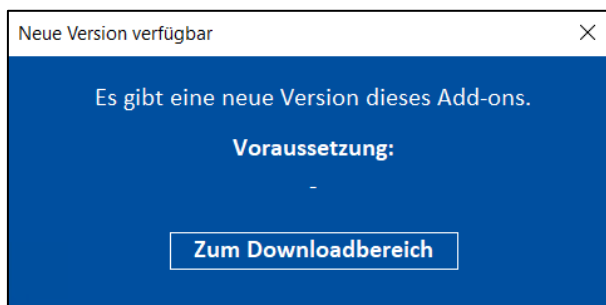 Neue Version verfügbar
Es gibt eine neue Version dieses Add-ons.
Voraussetzung:
-
Zum Downloadbereich